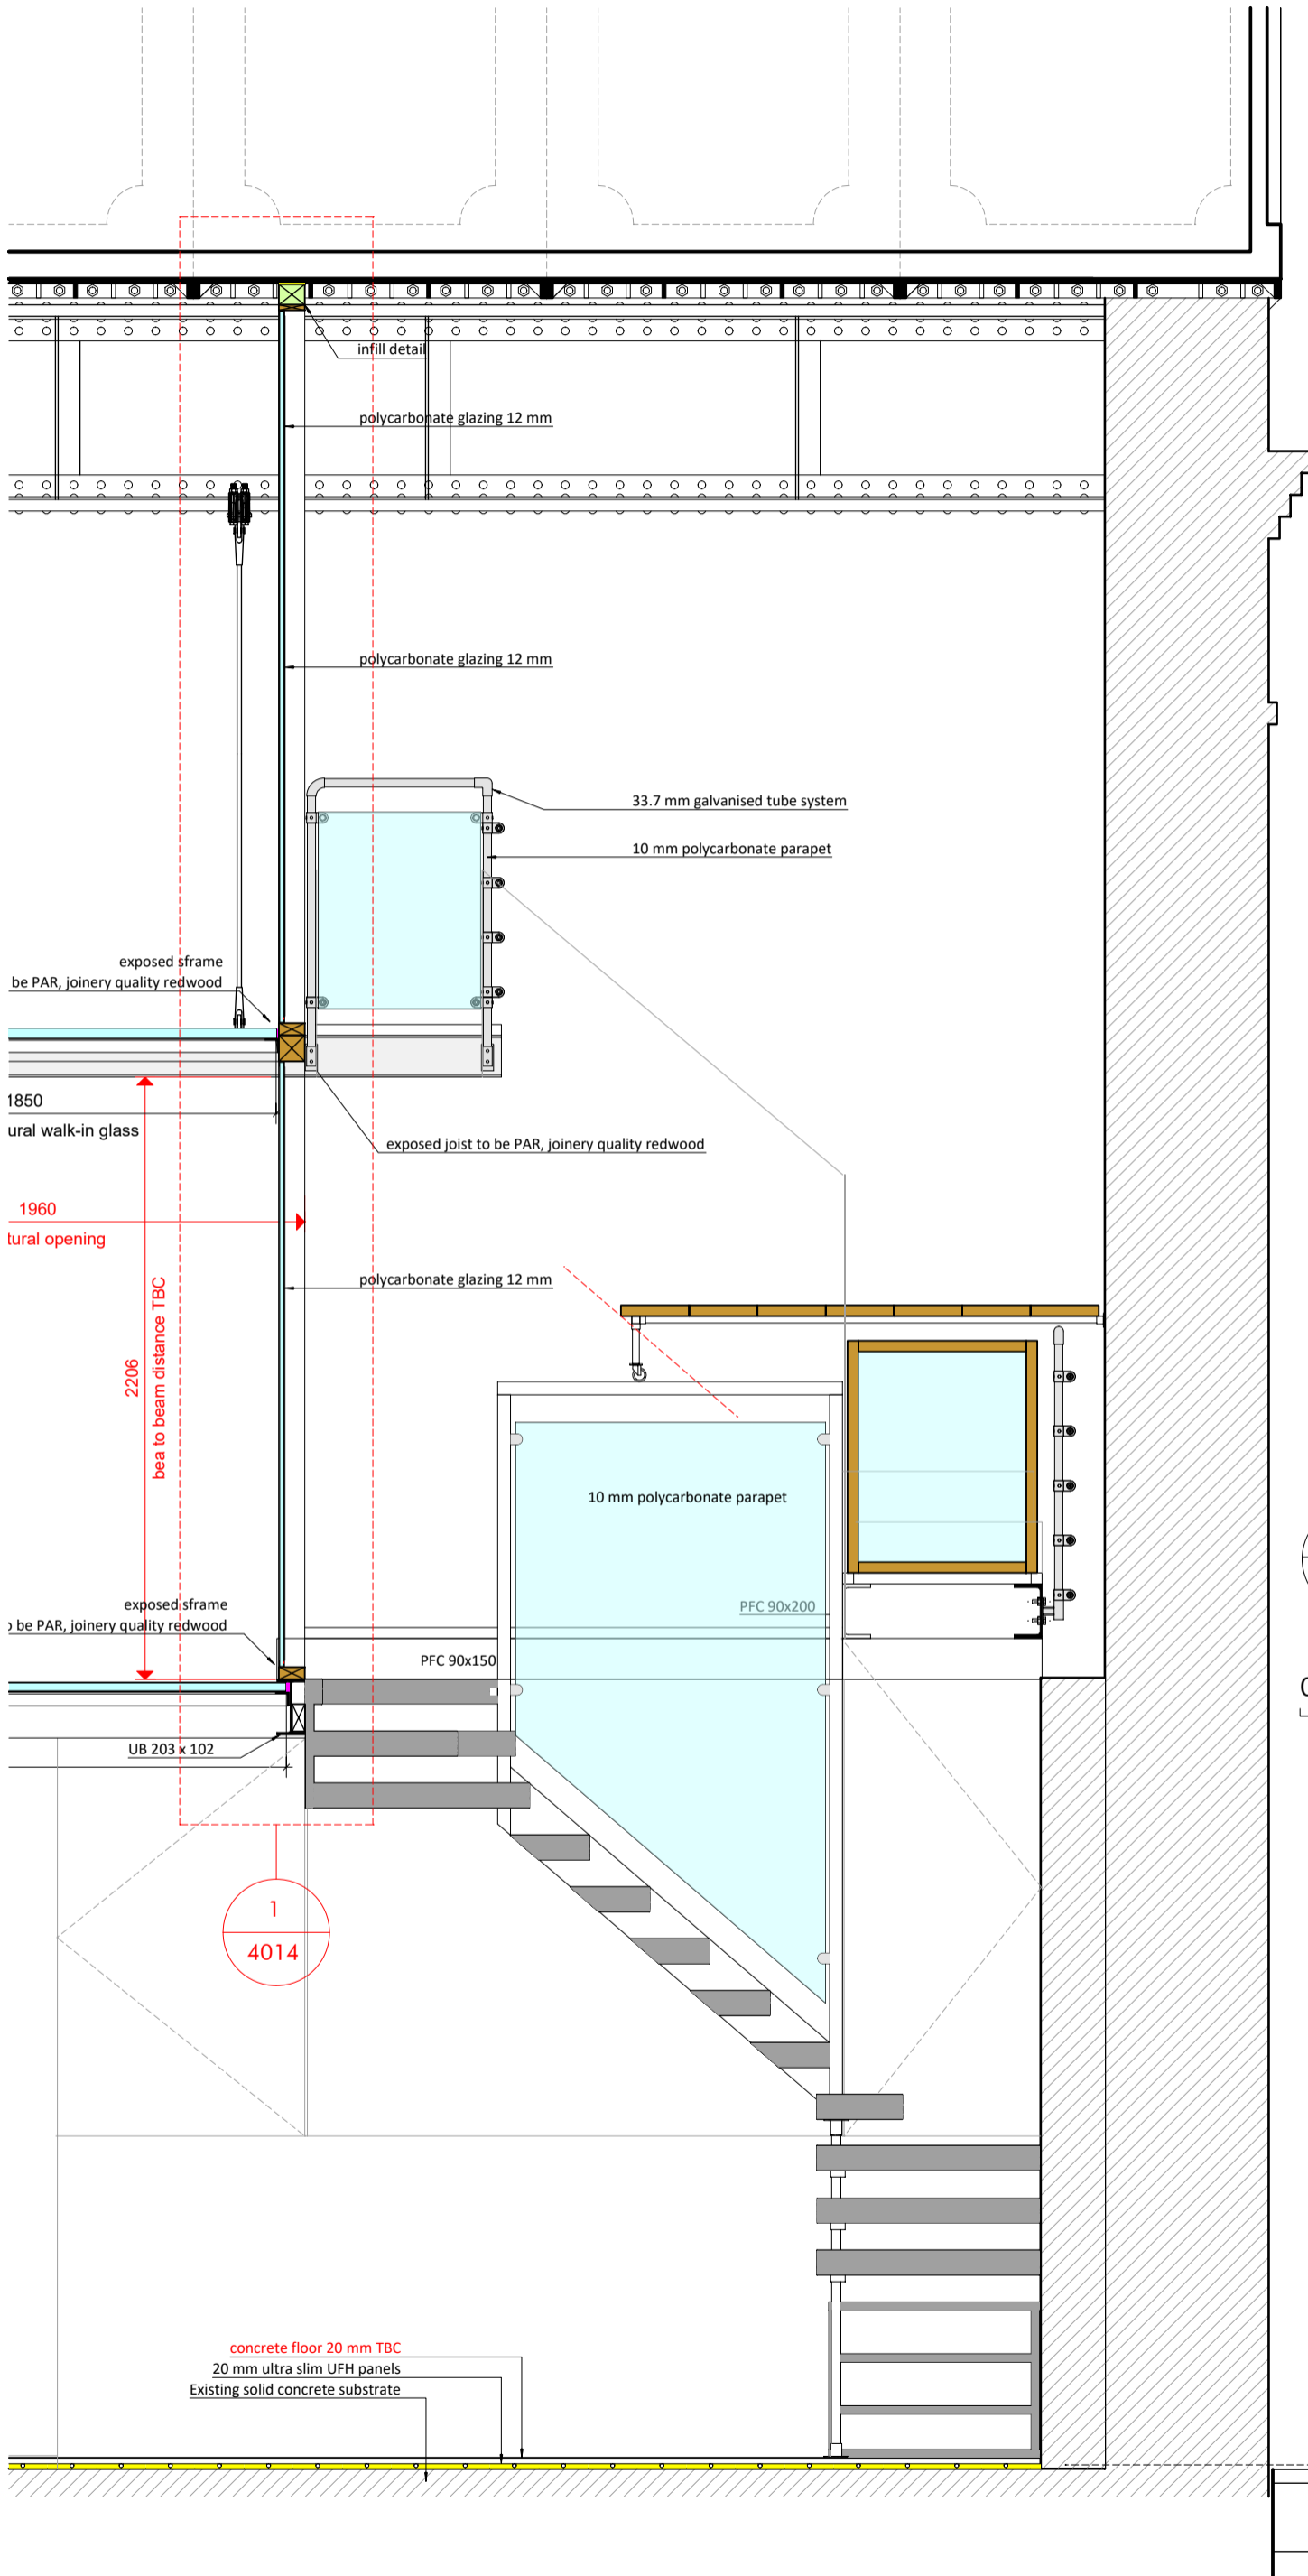 infill detail
polycarbonate glazing 12 mm
polycarbonate glazing 12 mm
33.7 mm galvanised tube system
10 mm polycarbonate parapet
exposed sframe
be PAR, joinery quality redwood
1850
ural walk-in glass
exposed joist to be PAR, joinery quality redwood
1960
tural opening
polycarbonate glazing 12 mm
2206
bea to beam distance TBC
10 mm polycarbonate parapet
exposed sframe
o be PAR, joinery quality redwood
PFC 90x200
PFC 90x150
UB 203 x 102
1
4014
concrete floor 20 mm TBC
20 mm ultra slim UFH panels
Existing solid concrete substrate